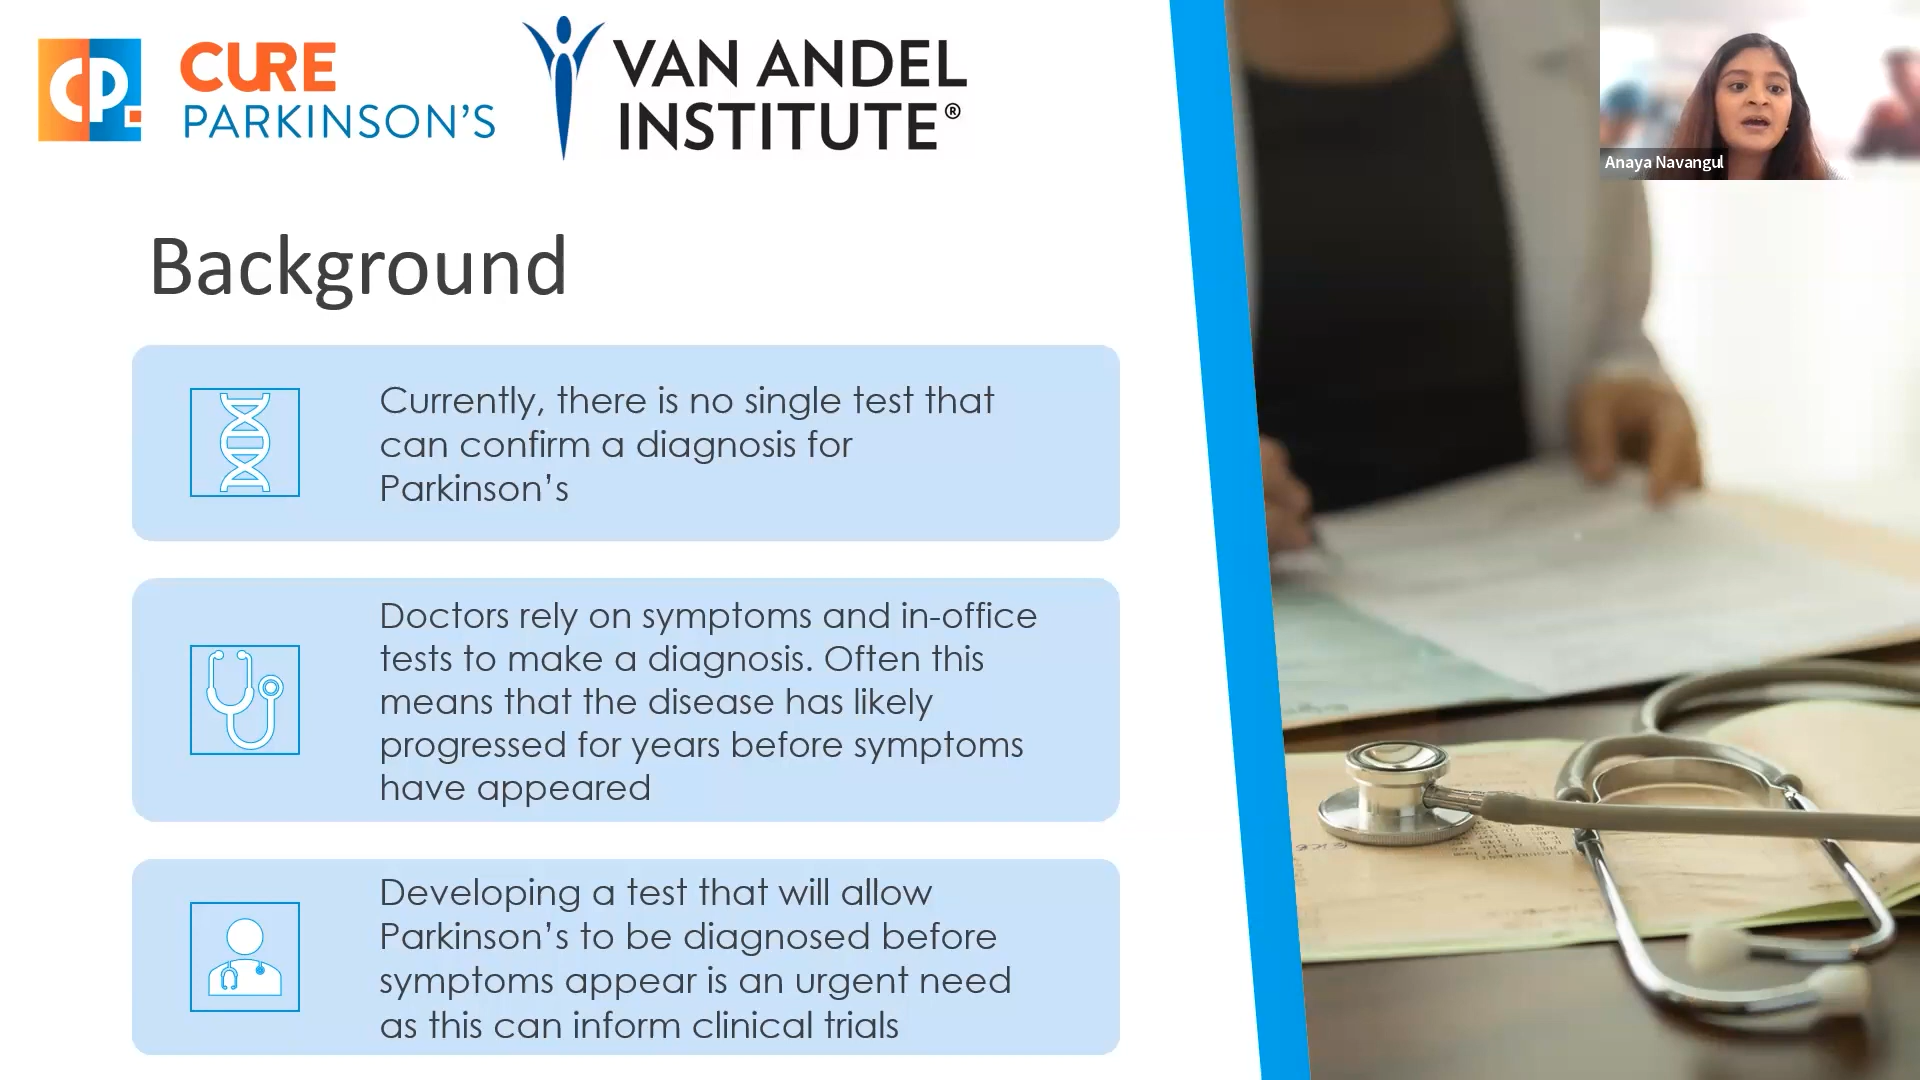 CP.
CURE
PARKINSON'S
VAN ANDEL
INSTITUTE®
Anaya Navangul
Background
Currently, there is no single test that
can confirm a diagnosis for
Parkinson's
Doctors rely on symptoms and in-office
tests to make a diagnosis. Often this
means that the disease has likely
progressed for years before symptoms
have appeared
Developing a test that will allow
Parkinson's to be diagnosed before
symptoms appear is an urgent need
as this can inform clinical trials